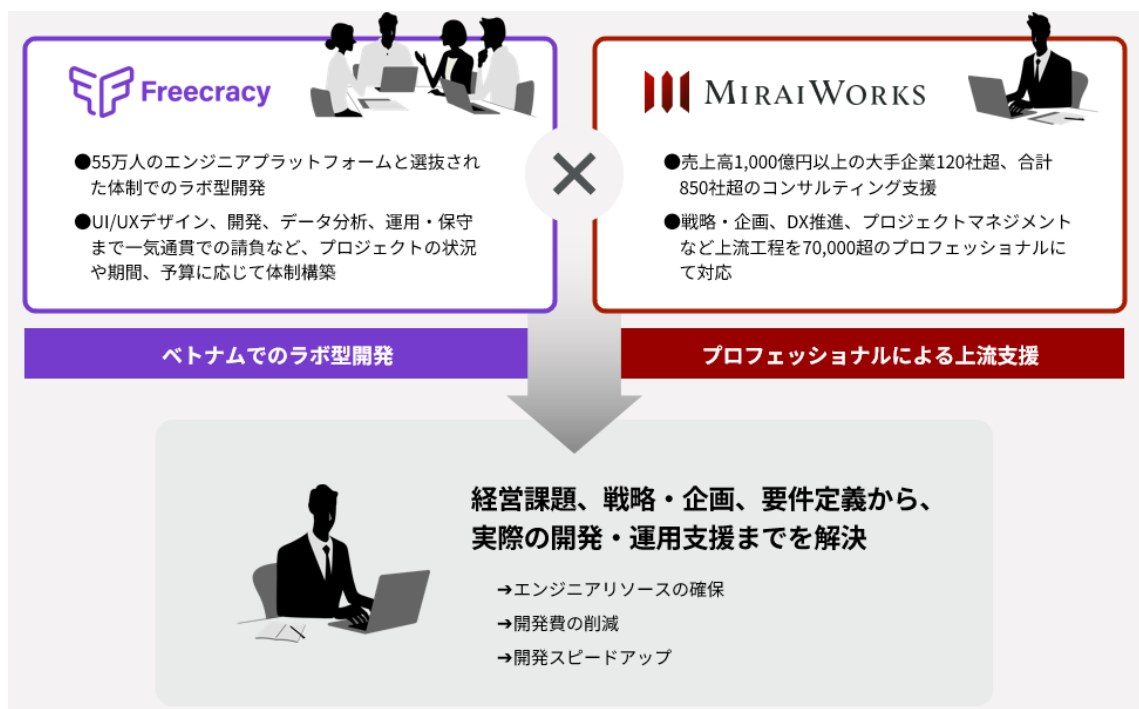 Freecracy
●55万人のエンジニアプラットフォームと選抜され
た体制でのラボ型開発
●UI/UXデザイン、開発、データ分析、運用・保守
まで一気通貫での請負など、プロジェクトの状況
や期間、予算に応じて体制構築
ベトナムでのラボ型開発
×
MIRAIWORKS
●売上高1,000億円以上の大手企業120社超、合計
850社超のコンサルティング支援
●戦略・企画、DX推進、プロジェクトマネジメント
など上流工程を70,000超のプロフェッショナルに
て対応
プロフェッショナルによる上流支援
経営課題、戦略・企画、要件定義から、
実際の開発・運用支援までを解決
➔エンジニアリソースの確保
➔開発費の削減
➔開発スピードアップ